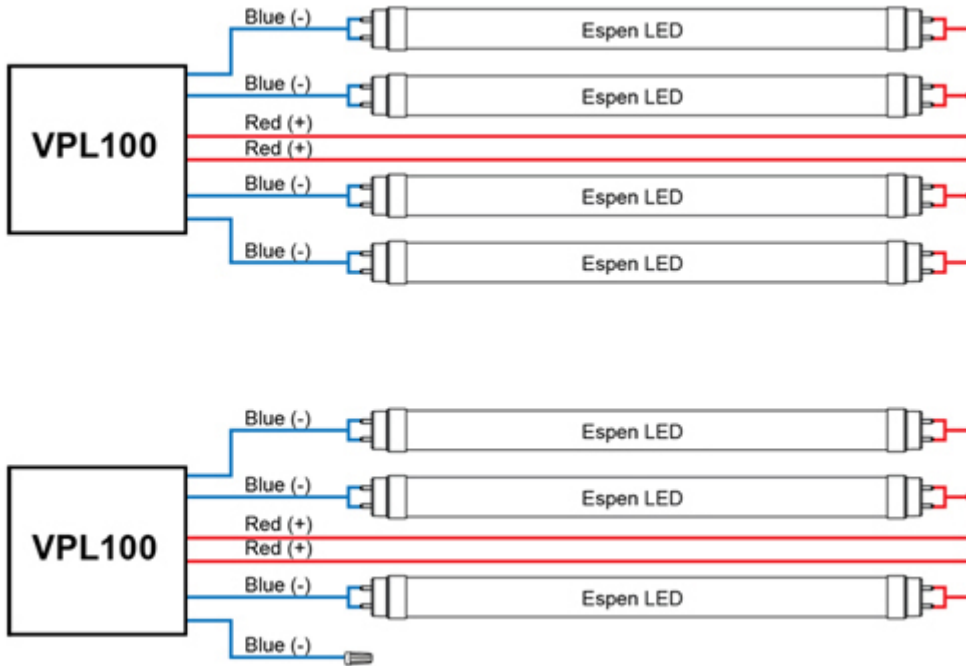 Blue (-)
Espen LED
Blue (-)
Espen LED
VPL100
Red (+)
Red (+)
Blue (-)
Espen LED
Blue (-)
Espen LED
Blue (-)
Espen LED
Blue (-)
Espen LED
VPL100
Red (+)
Red (+)
Blue (-)
Espen LED
Blue (-)